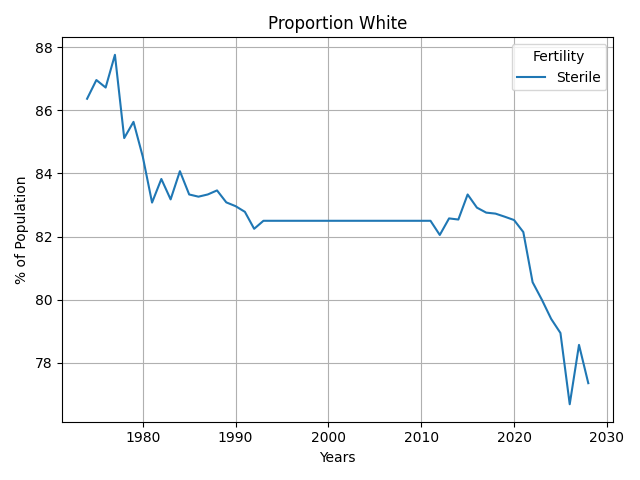 Proportion White
Fertility
Sterile
% of Population
88
86
84
82
80
78
1980 1990 2000 2010 2020 2030
Years